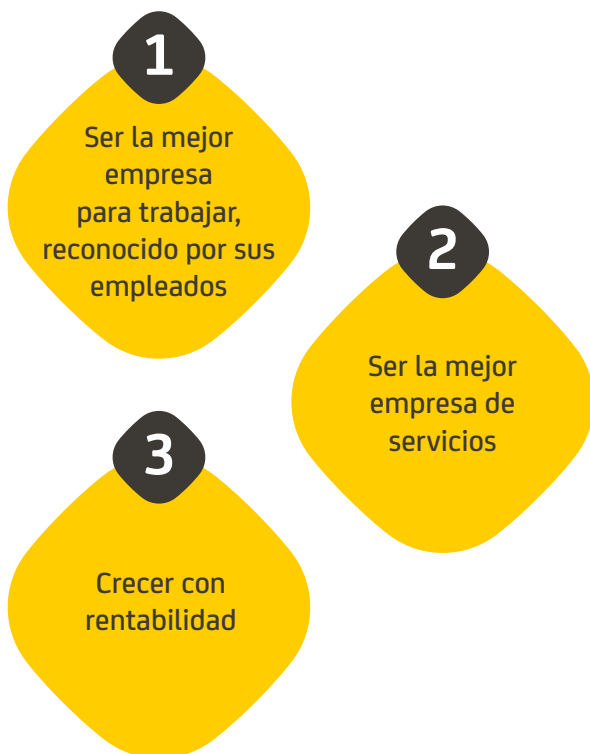 1
Ser la mejor
empresa
para trabajar,
reconocido por sus
empleados
2
Ser la mejor
empresa de
servicios
3
Crecer con
rentabilidad